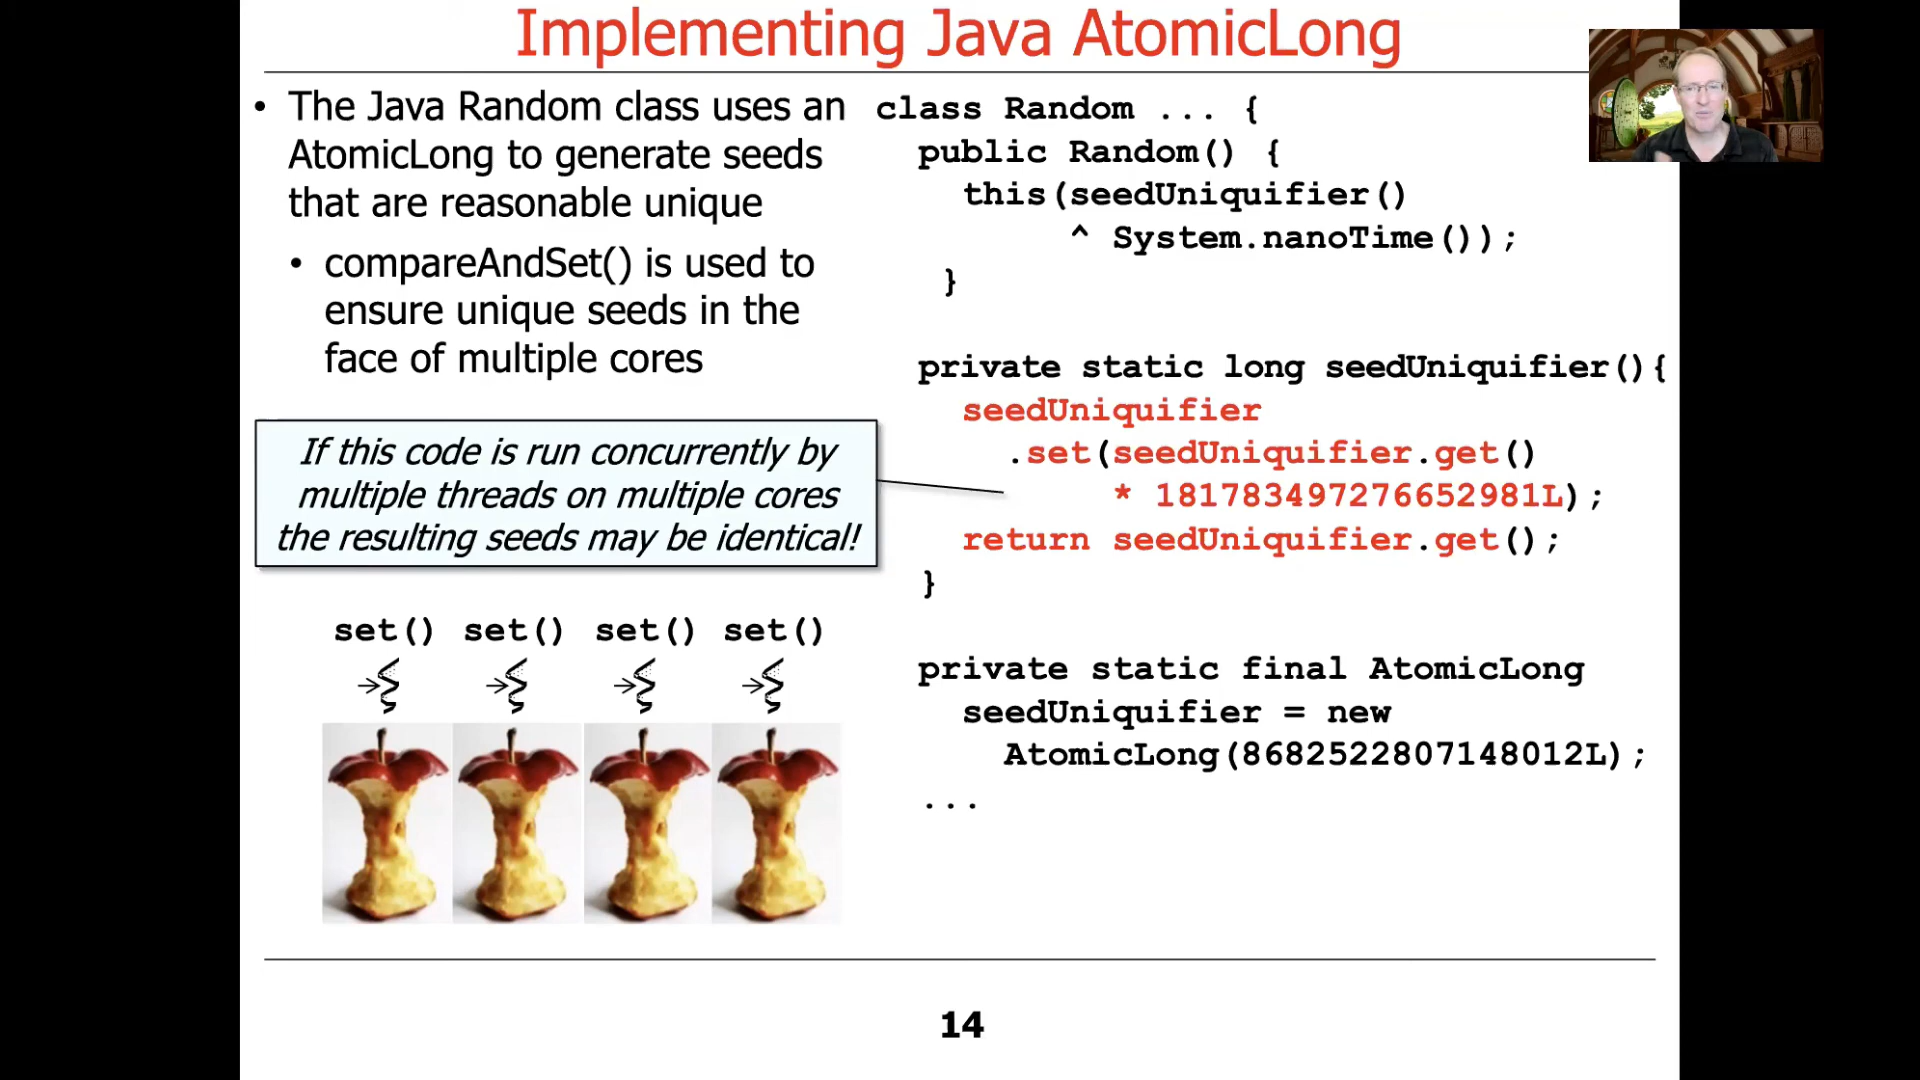 Implementing Java AtomicLong
• The Java Random class uses an
AtomicLong to generate seeds
that are reasonable unique
• compareAndSet() is used to
ensure unique seeds in the
face of multiple cores
If this code is run concurrently by
multiple threads on multiple cores
the resulting seeds may be identical!
set() set() set() set()
class Random ... {
public Random() {
this(seedUniquifier()
^ System.nanoTime());
}
private static long seedUniquifier(){
seedUniquifier
.set(seedUniquifier.get()
* 181783497276652981L);
return seedUniquifier.get();
}
private static final AtomicLong
seedUniquifier = new
AtomicLong(8682522807148012L);
...
14